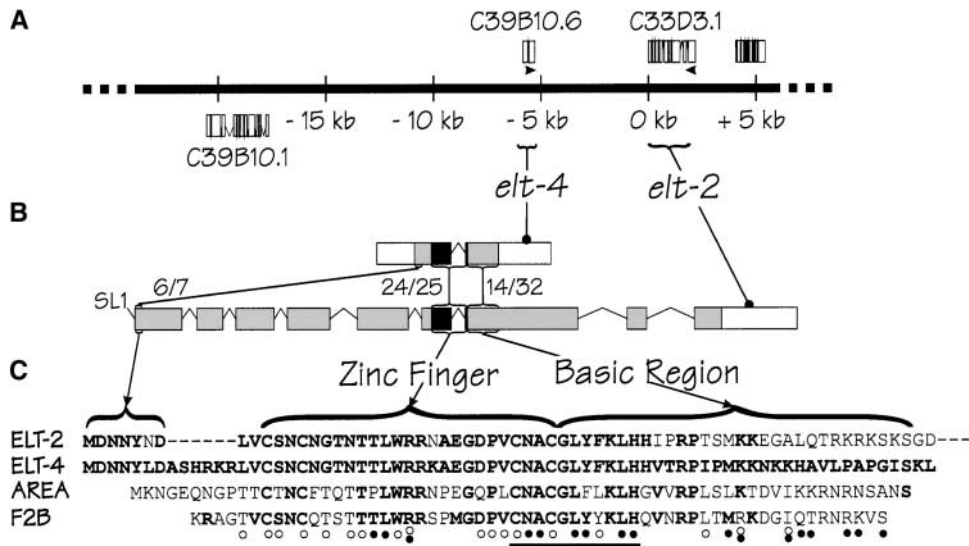 A
C39B10.6 C33D3.1
- 15 kb - 10 kb - 5 kb 0 kb + 5 kb
C39B10.1
elt-4 elt-2
B
6/7 24/25 14/32
SL1
C Zinc Finger Basic Region
ELT-2 MDNNYND------LVCSNCNGTNTTLWRRNAEGDPVCNACGLYFKLHHIPRPTSMKKEGALQTRKRKSKSGD---
ELT-4 MDNNYLDASHRKRLVCSNCNGTNTTLWRRKAEGDPVCNACGLYFKLHHVTRPIPMKKNKKHAVLPAPGISKL
AREA MKNGEQNGPTTCTNCFTQTTPLWRRNPEGQPLCNACGLFLKLHGVVRPLSLKTDVIKKRNRNSANS
F2B KRAGTVCSNCQTSTTTLWRRSPMGDPVCNACGLYYKLHQVNRPLTMRKDGIQTRNRKVS